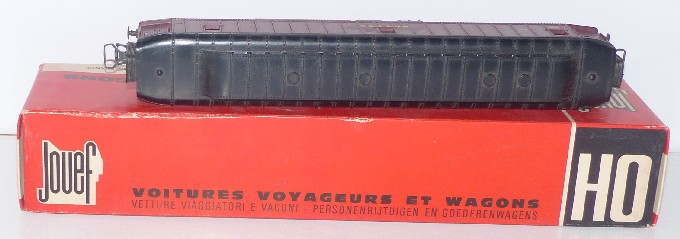 Jouef
VOITURES VOYAGEURS ET WAGONS
VETTURE VIAGGIATORI E VAGONI - PERSONENRIJTUIGEN EN GOEDERENWAGENS
HO